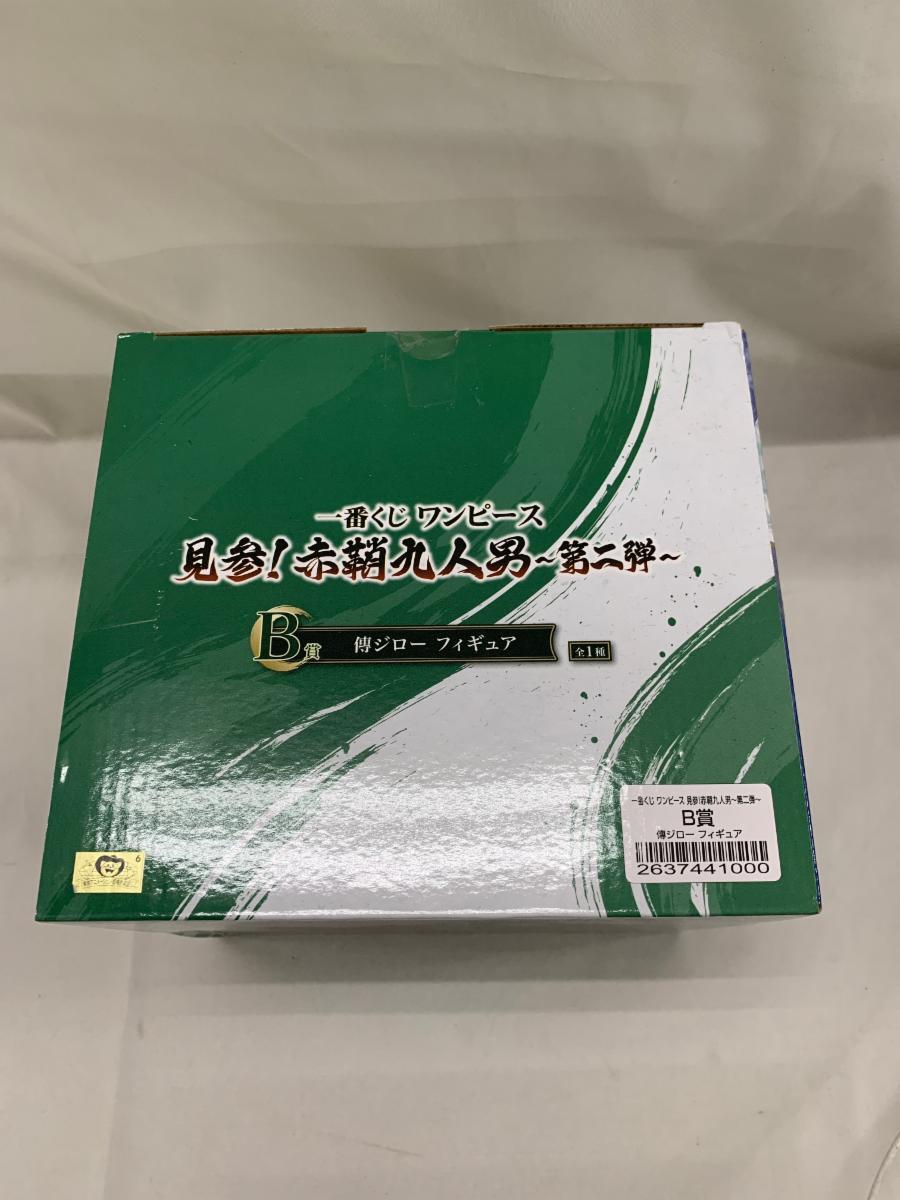 一番くじ ワンピース
見参!赤鞘九人男～第二弾～
B賞 傳ジロー フィギュア 全1種
一番くじ ワンピース 見参!赤鞘九人男～第二弾～
B賞
傳ジロー フィギュア
2637441000
6